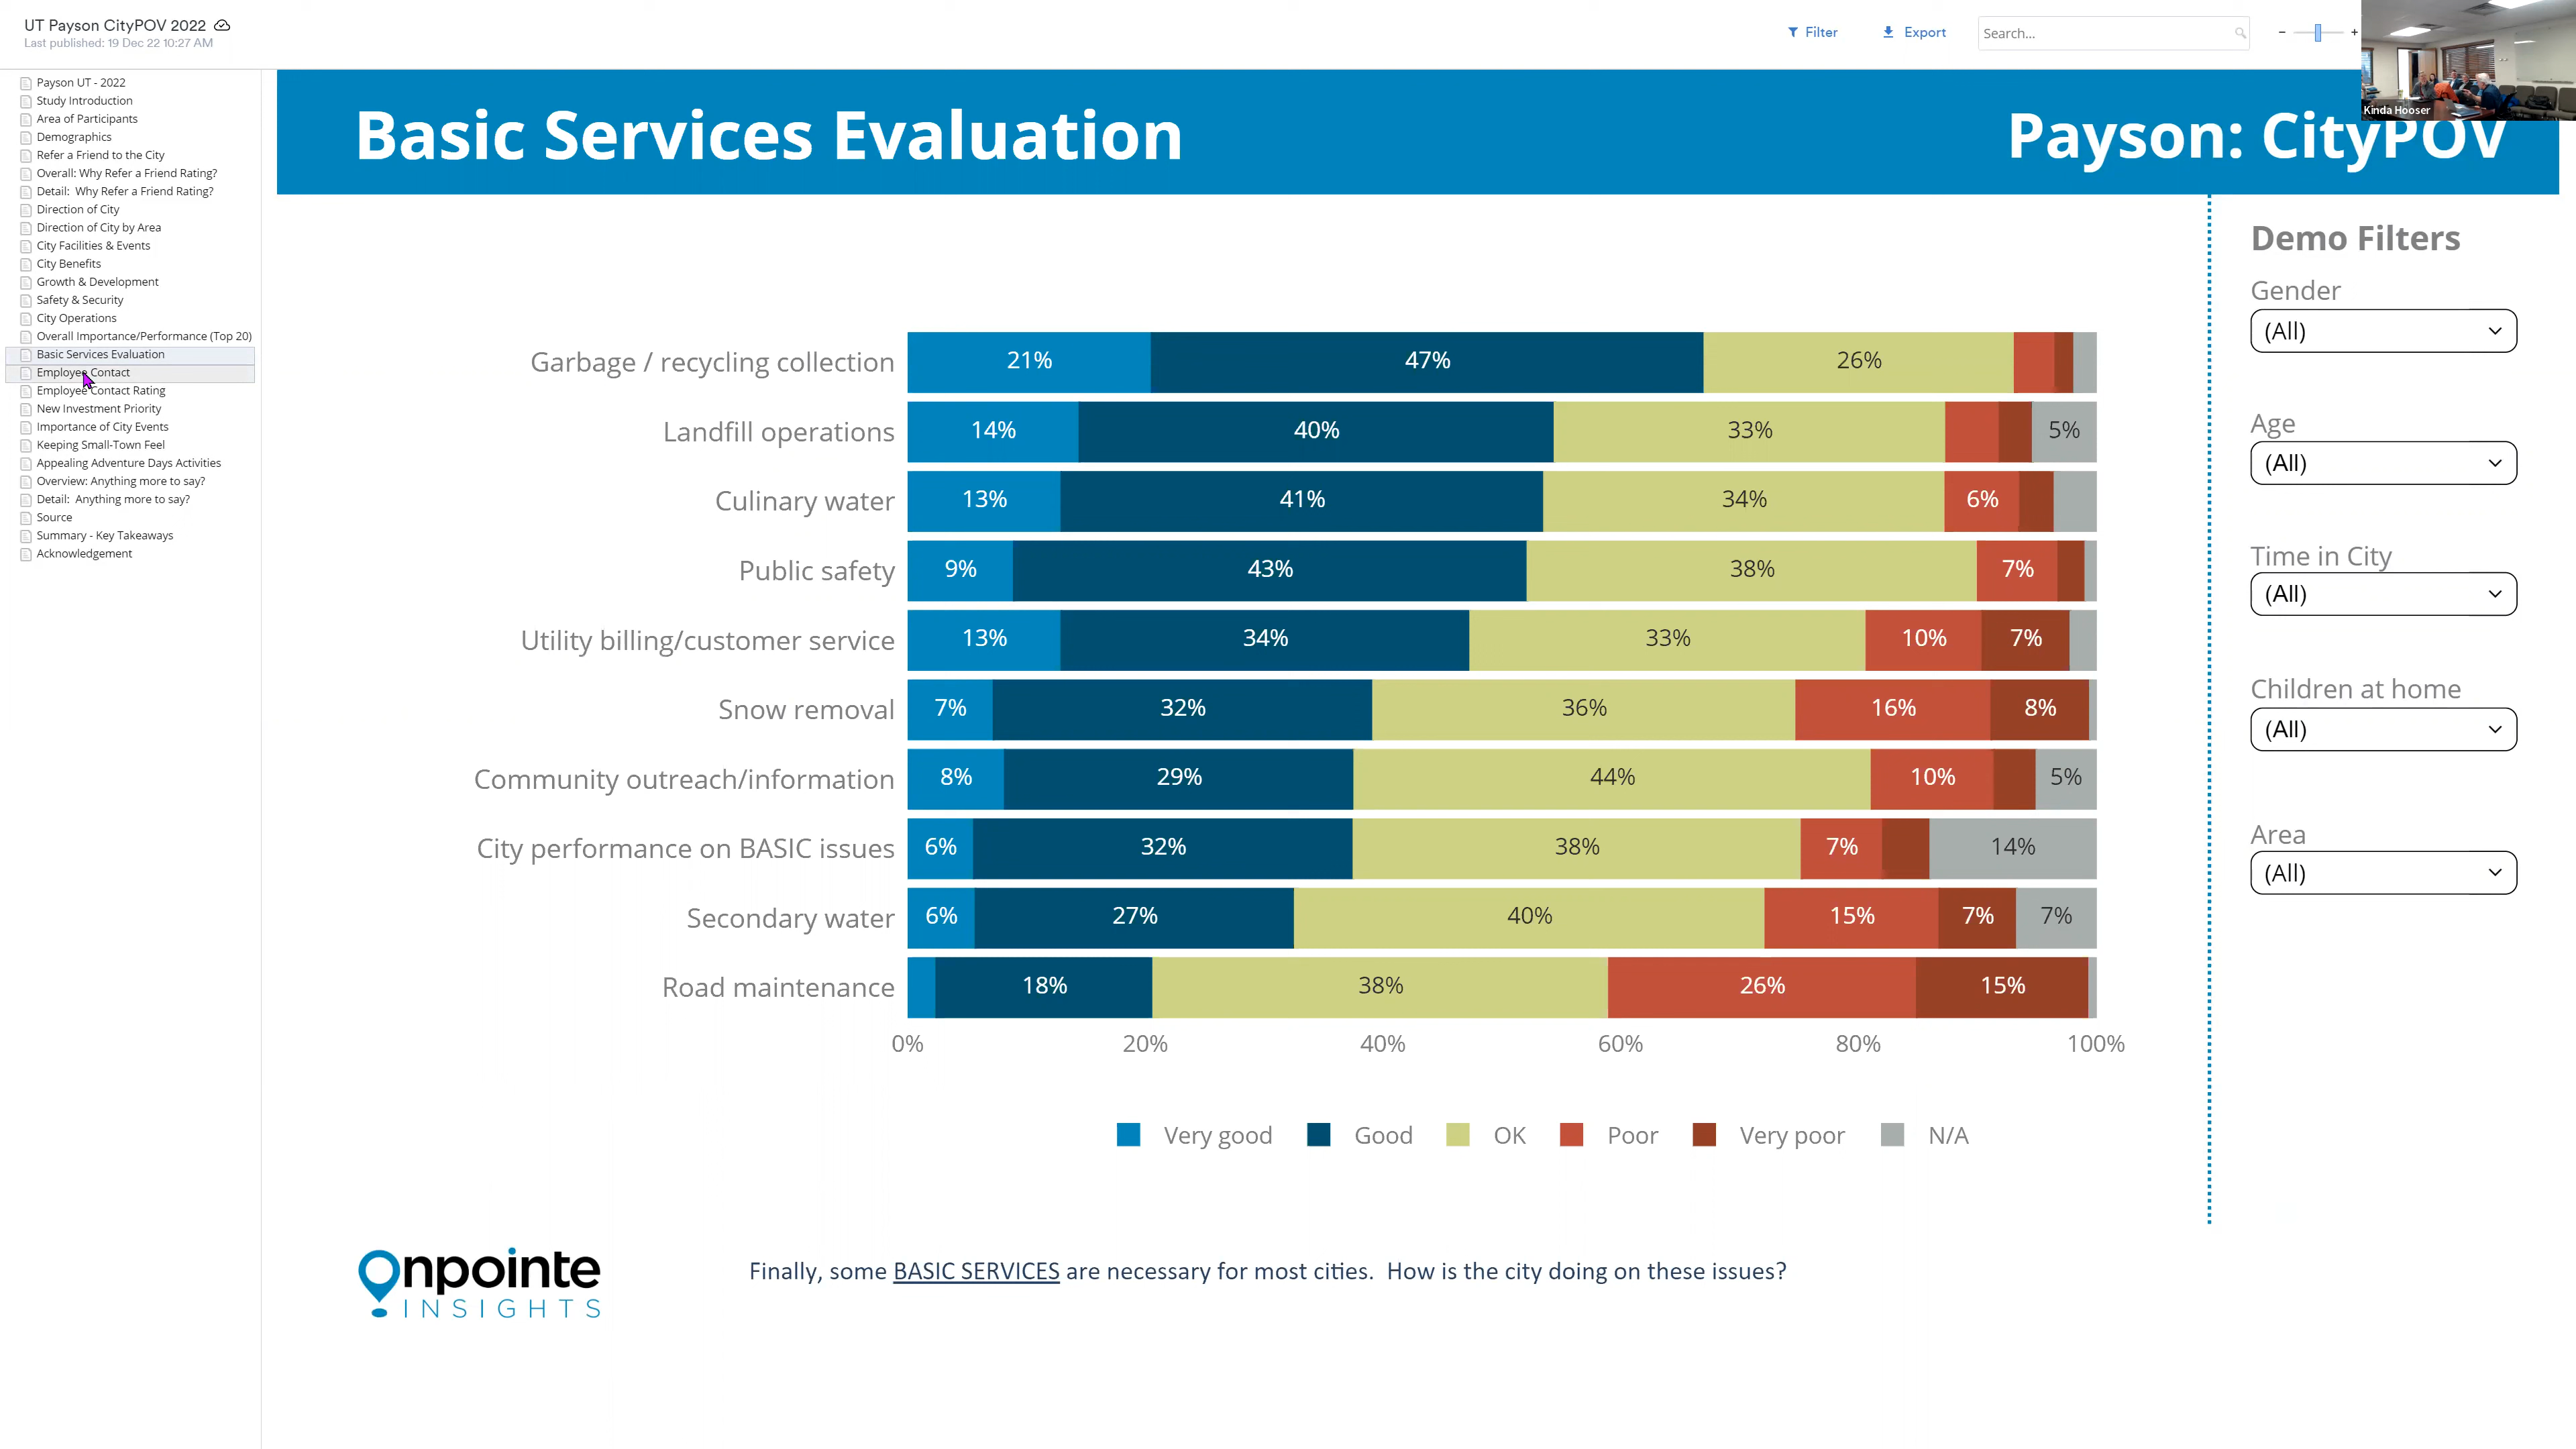 UT Payson CityPOV 2022
Last published: 19 Dec 22 10:27 AM
Filter
Export
Search...
Kinda Hooser
Payson UT - 2022
Study Introduction
Area of Participants
Demographics
Refer a Friend to the City
Overall: Why Refer a Friend Rating?
Detail: Why Refer a Friend Rating?
Direction of City
Direction of City by Area
City Facilities & Events
City Benefits
Growth & Development
Safety & Security
City Operations
Overall Importance/Performance (Top 20)
Basic Services Evaluation
Employee Contact
Employee Contact Rating
New Investment Priority
Importance of City Events
Keeping Small-Town Feel
Appealing Adventure Days Activities
Overview: Anything more to say?
Detail: Anything more to say?
Source
Summary - Key Takeaways
Acknowledgement
Basic Services Evaluation
Payson: CityPOV
Garbage / recycling collection 21% 47% 26%
Landfill operations 14% 40% 33% 5%
Culinary water 13% 41% 34% 6%
Public safety 9% 43% 38% 7%
Utility billing/customer service 13% 34% 33% 10% 7%
Snow removal 7% 32% 36% 16% 8%
Community outreach/information 8% 29% 44% 10% 5%
City performance on BASIC issues 6% 32% 38% 7% 14%
Secondary water 6% 27% 40% 15% 7% 7%
Road maintenance 18% 38% 26% 15%
0% 20% 40% 60% 80% 100%
Very good Good OK Poor Very poor N/A
Demo Filters
Gender
(All)
Age
(All)
Time in City
(All)
Children at home
(All)
Area
(All)
Onpointe
INSIGHTS
Finally, some BASIC SERVICES are necessary for most cities. How is the city doing on these issues?